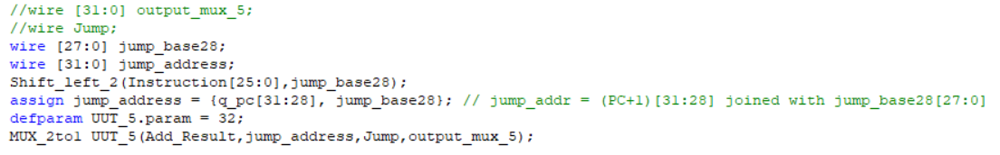 //wire [31:0] output_mux_5;
//wire Jump;
wire [27:0] jump_base28;
wire [31:0] jump_address;
Shift_left_2(Instruction[25:0],jump_base28);
assign jump_address = {q_pc[31:28], jump_base28}; // jump_addr = (PC+1)[31:28] joined with jump_base28[27:0]
defparam UUT_5.param = 32;
MUX_2to1 UUT_5(Add_Result,jump_address,Jump,output_mux_5);